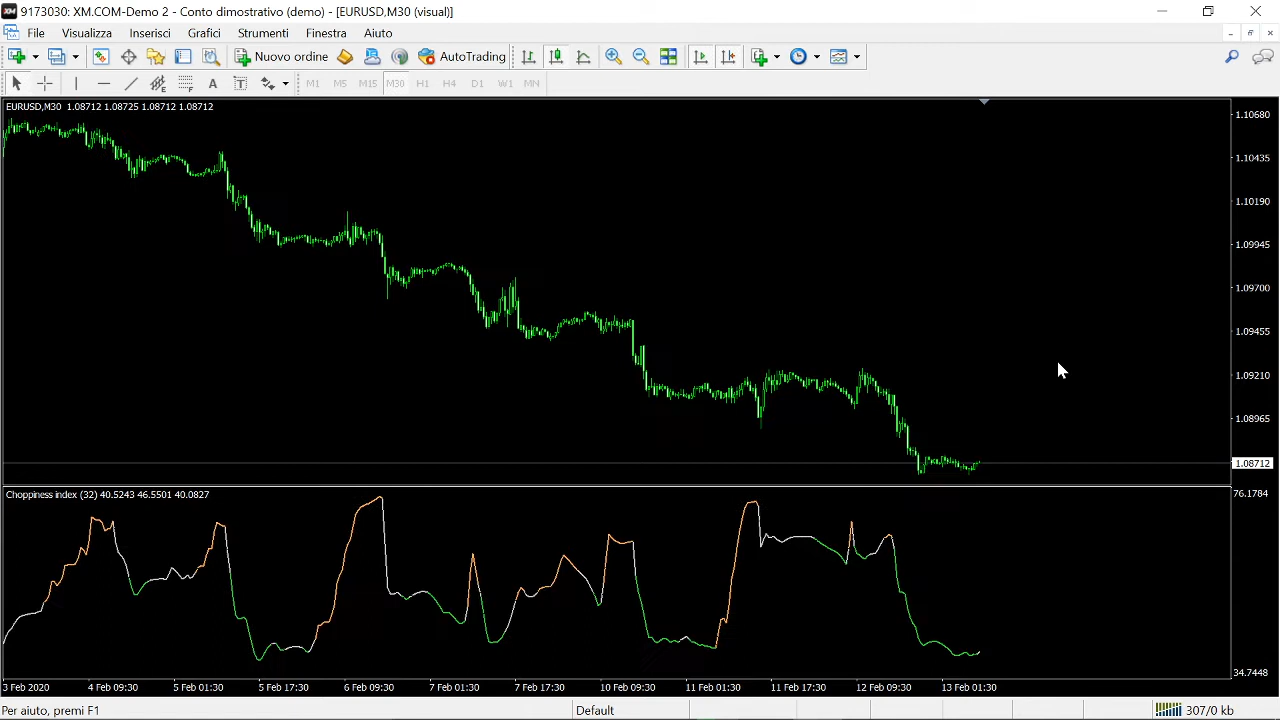 9173030: XM.COM-Demo 2 - Conto dimostrativo (demo) - [EURUSD,M30 (visual)]
File Visualizza Inserisci Grafici Strumenti Finestra Aiuto
Nuovo ordine AutoTrading
A T M1 M5 M15 M30 H1 H4 D1 W1 MN
EURUSD,M30 1.08712 1.08725 1.08712 1.08712
1.10680
1.10435
1.10190
1.09945
1.09700
1.09455
1.09210
1.08965
1.08712
Choppiness index (32) 40.5243 46.5501 40.0827
76.1784
34.7448
3 Feb 2020 4 Feb 09:30 5 Feb 01:30 5 Feb 17:30 6 Feb 09:30 7 Feb 01:30 7 Feb 17:30 10 Feb 09:30 11 Feb 01:30 11 Feb 17:30 12 Feb 09:30 13 Feb 01:30
Per aiuto, premi F1 Default 307/0 kb